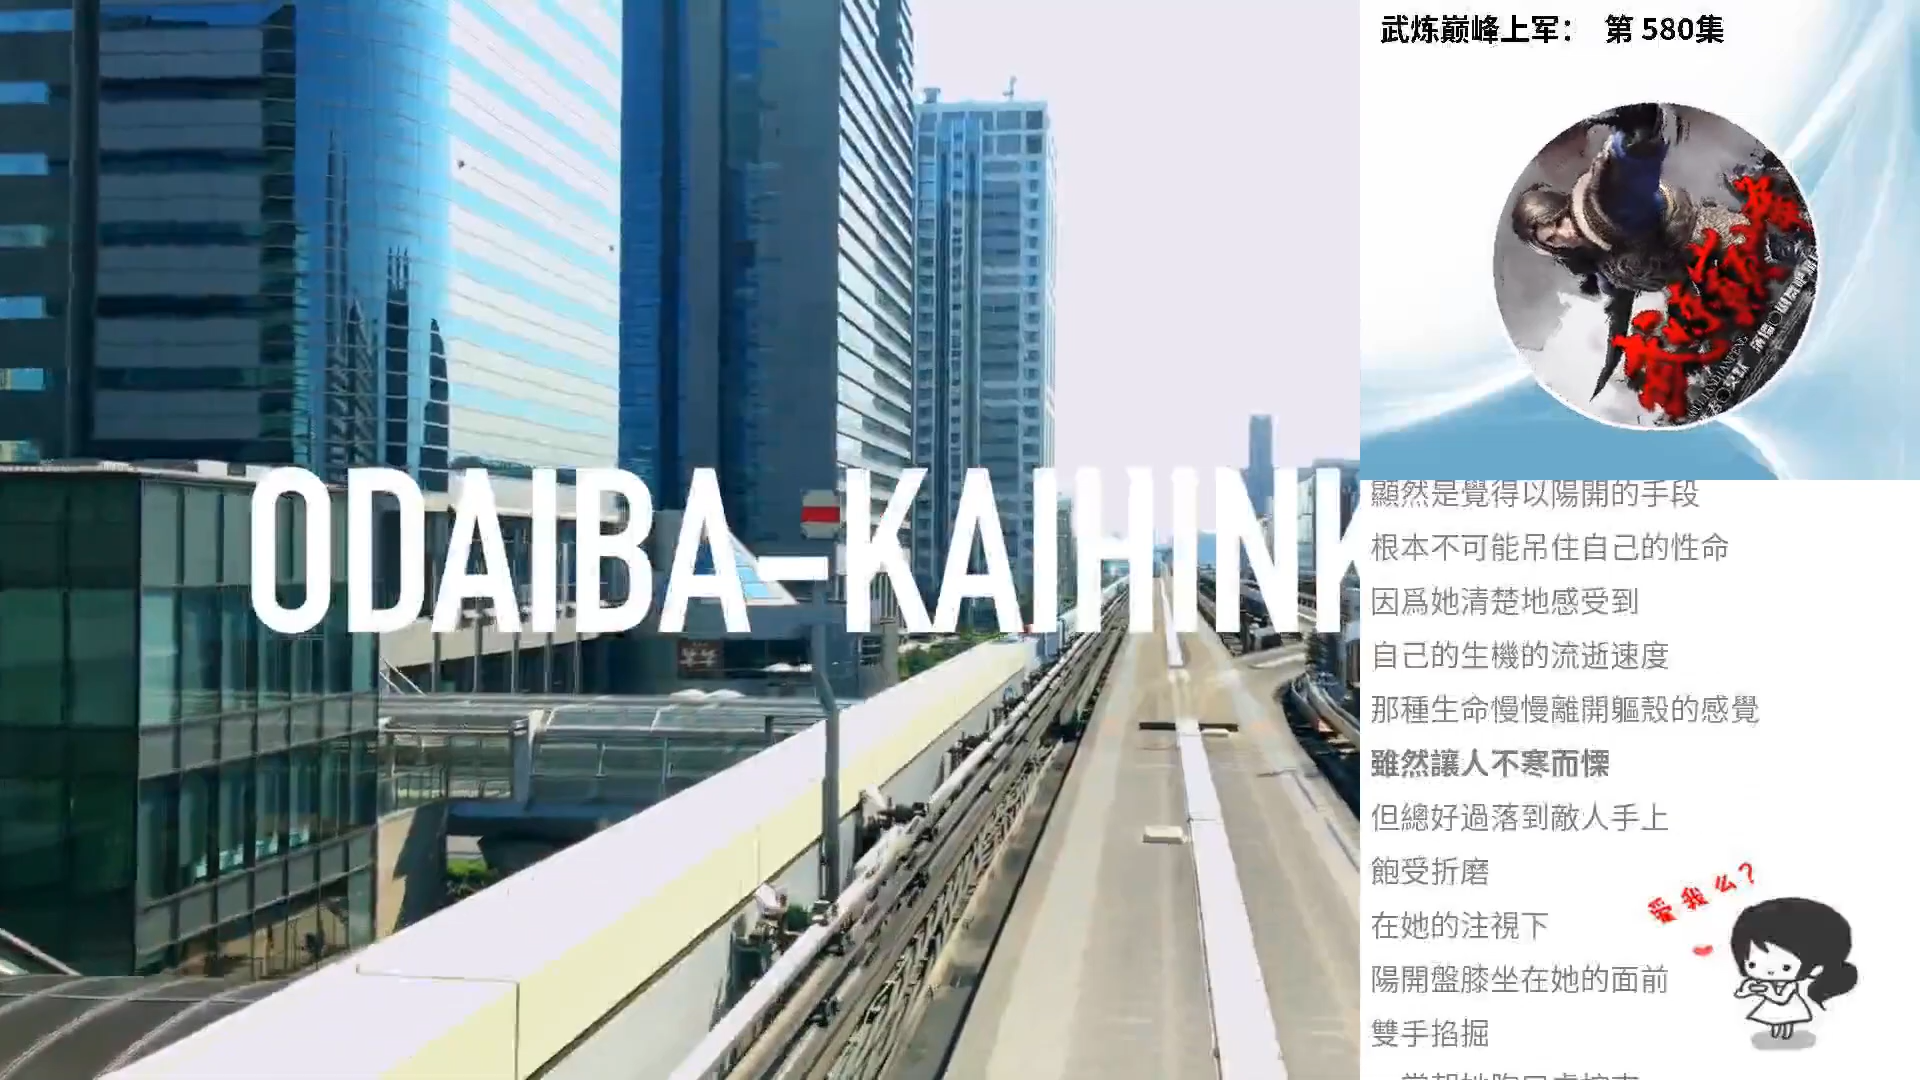 ODAIBA-KAIHINK
武炼巅峰上军： 第 580集
顯然是覺得以陽開的手段
根本不可能吊住自己的性命
因爲她清楚地感受到
自己的生機的流逝速度
那種生命慢慢離開軀殼的感覺
雖然讓人不寒而慄
但總好過落到敵人手上
飽受折磨
在她的注視下
陽開盤膝坐在她的面前
雙手掐掘
爱我么?